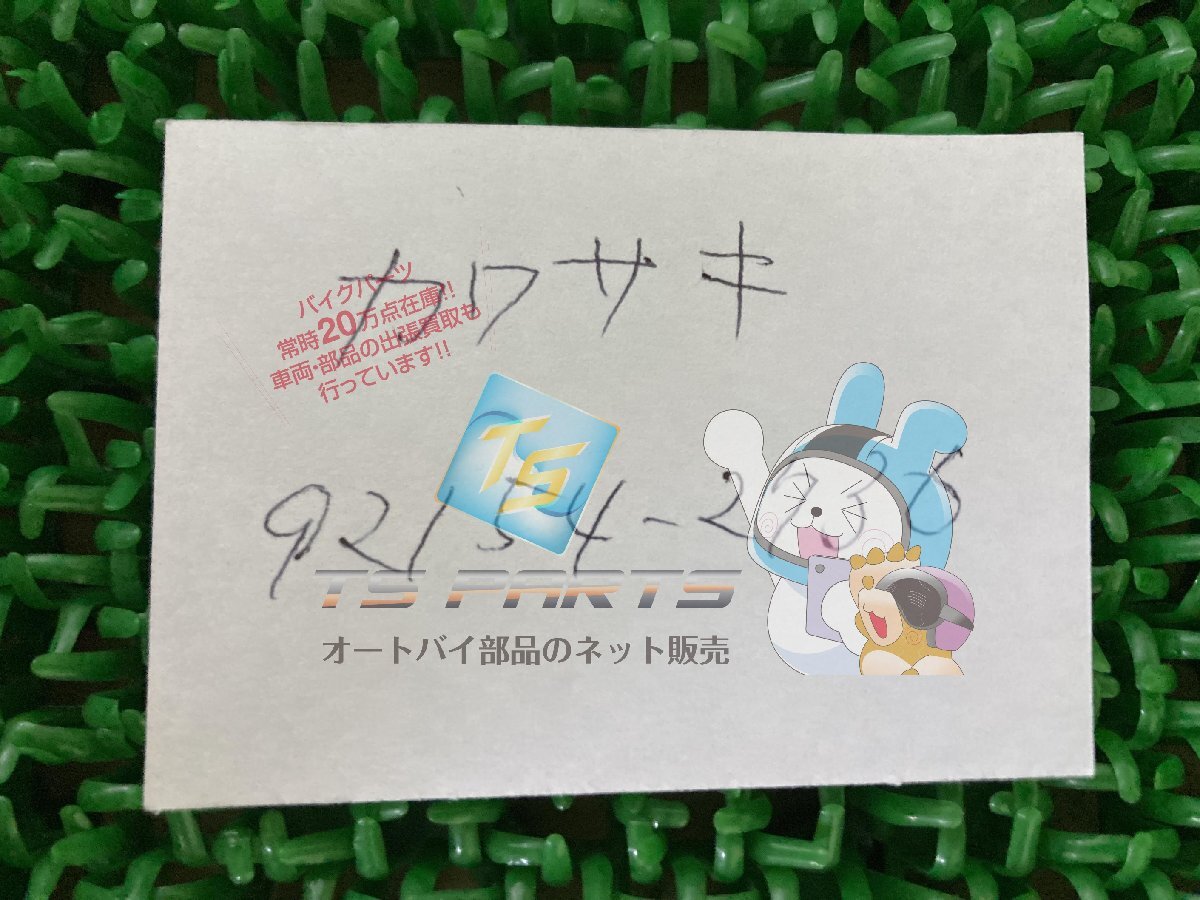 カワサキ
バイクパーツ
常時20万点在庫!!
車両・部品の出張買取も
行っています!!
TS
92154-
TS PARTS
オートバイ部品のネット販売